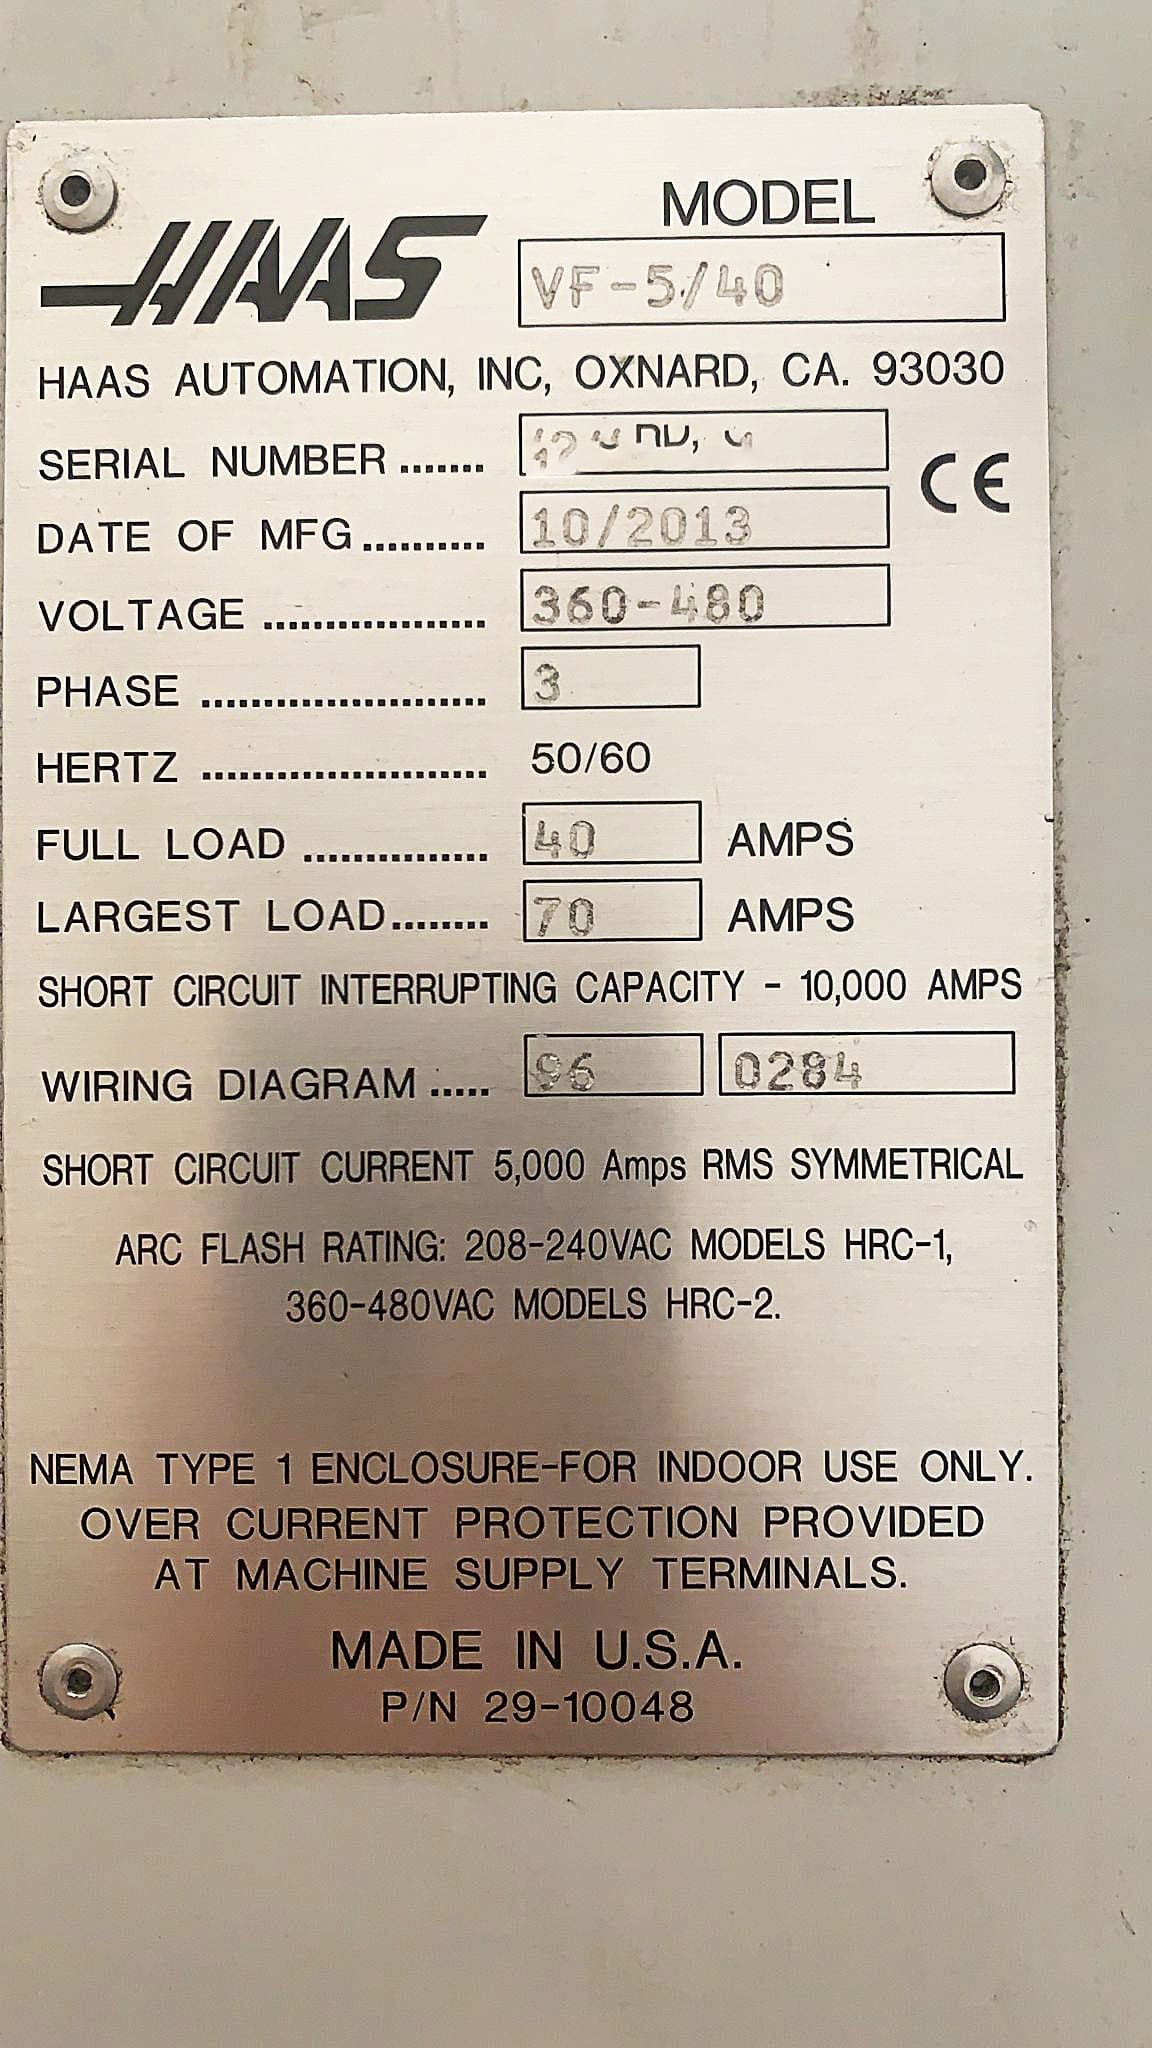 MODEL
HAAS VF-5/40
HAAS AUTOMATION, INC, OXNARD, CA. 93030
SERIAL NUMBER .......
CE
DATE OF MFG .......... 10/2013
VOLTAGE .................. 360-480
PHASE ....................... 3
HERTZ ....................... 50/60
FULL LOAD ............... 40 AMPS
LARGEST LOAD ........ 70 AMPS
SHORT CIRCUIT INTERRUPTING CAPACITY - 10,000 AMPS
WIRING DIAGRAM ..... 96 0284
SHORT CIRCUIT CURRENT 5,000 Amps RMS SYMMETRICAL
ARC FLASH RATING: 208-240VAC MODELS HRC-1,
360-480VAC MODELS HRC-2.
NEMA TYPE 1 ENCLOSURE-FOR INDOOR USE ONLY.
OVER CURRENT PROTECTION PROVIDED
AT MACHINE SUPPLY TERMINALS.
MADE IN U.S.A.
P/N 29-10048